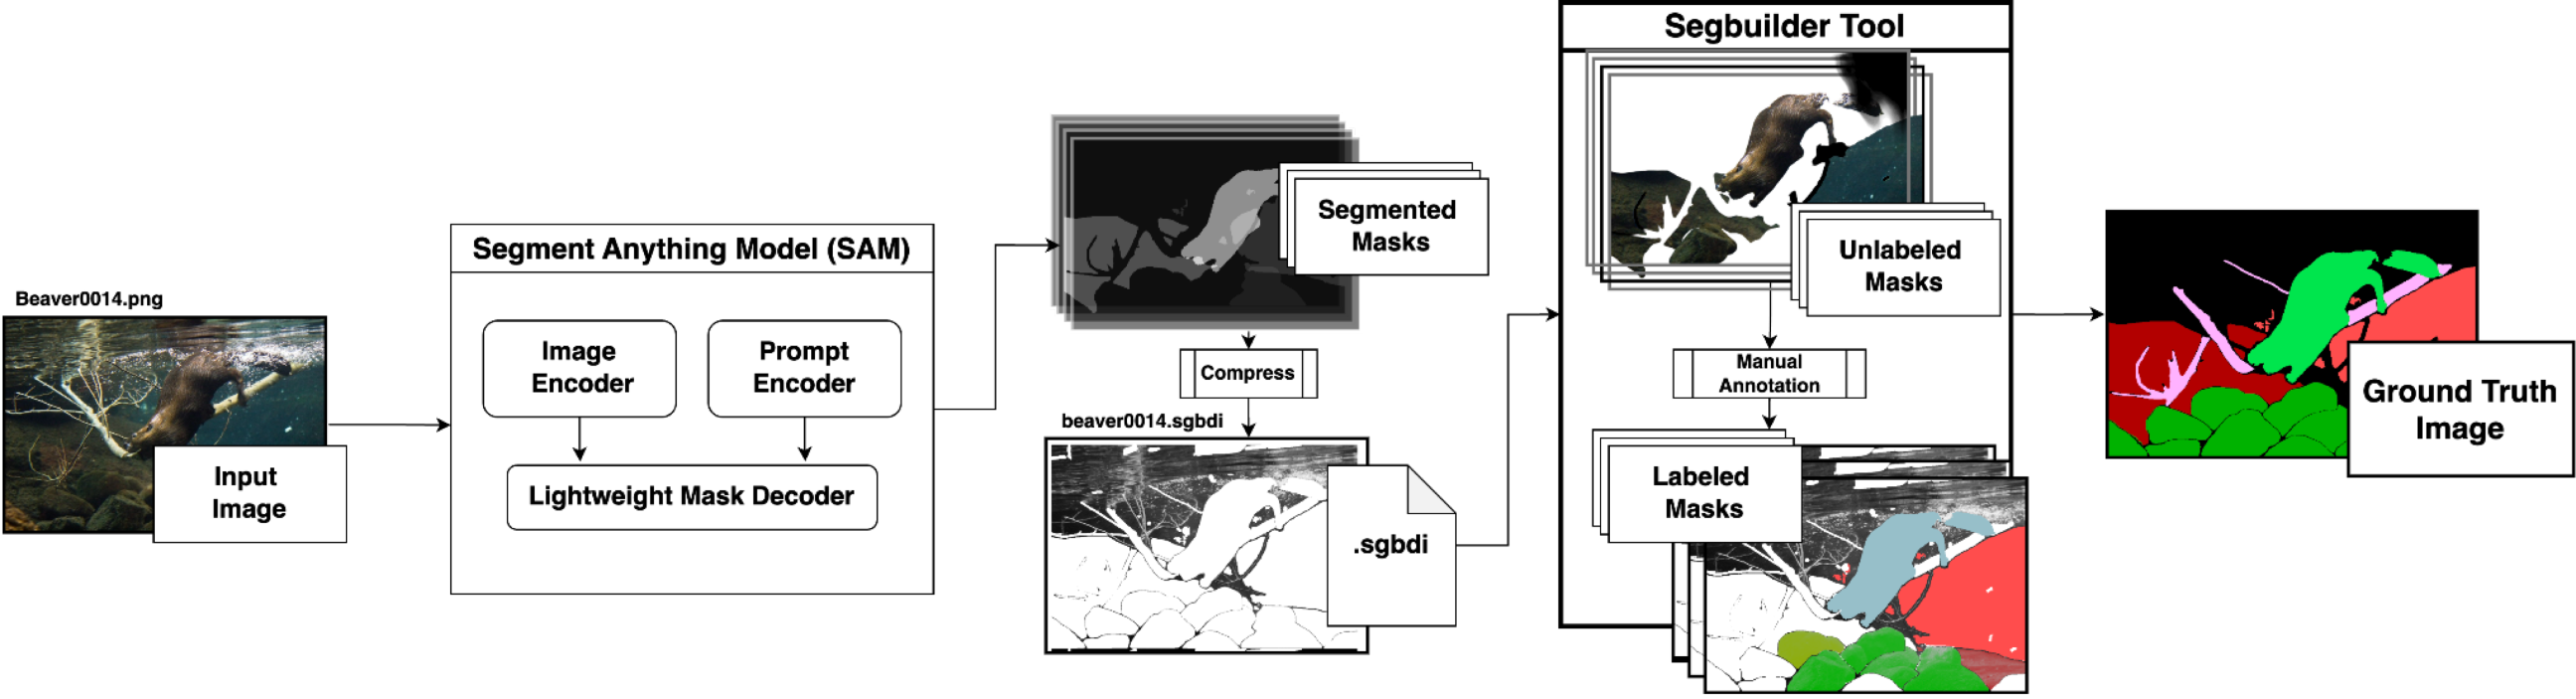 Beaver0014.png
Input
Image
Segment Anything Model (SAM)
Image
Encoder
Prompt
Encoder
Lightweight Mask Decoder
Segmented
Masks
Compress
beaver0014.sgbdi
.sgbdi
Segbuilder Tool
Unlabeled
Masks
Manual
Annotation
Labeled
Masks
Ground Truth
Image